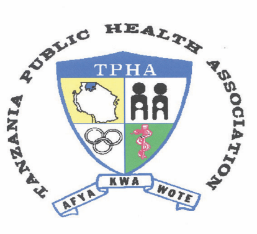 TANZANIA PUBLIC HEALTH ASSOCIATION
TPHA
AFYA KWA WOTE